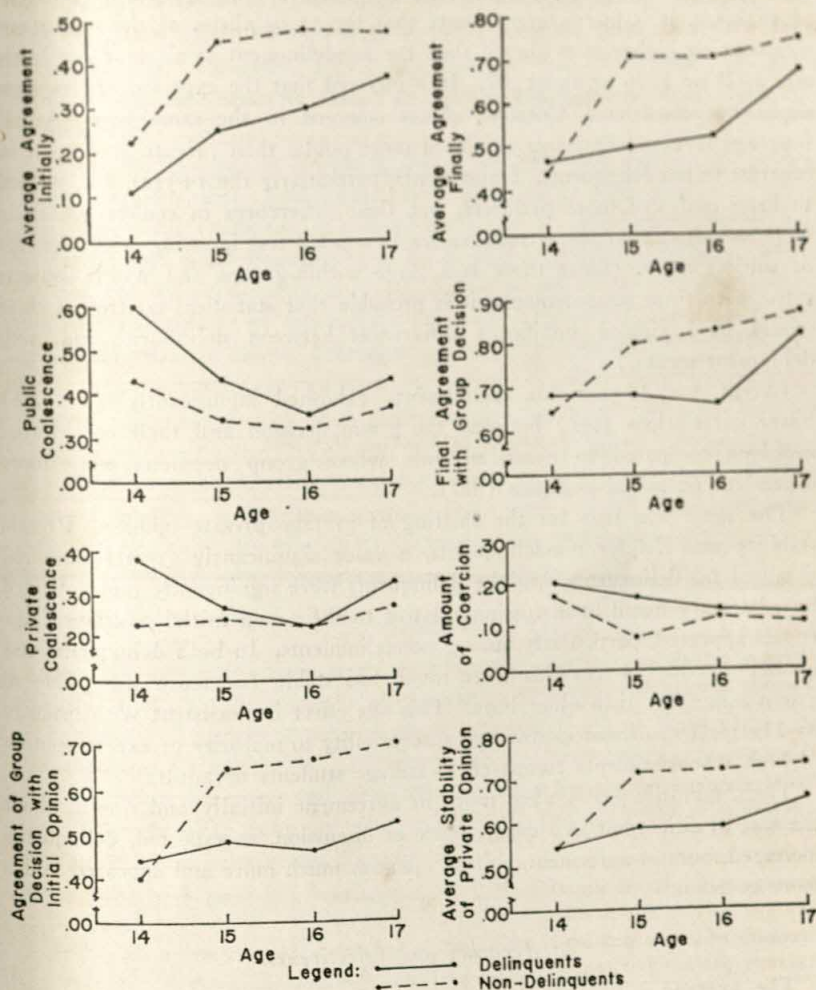 Average Agreement
Initially
.50
.40
.30
.20
.10
.00
14 15 16 17
Age
Average Agreement
Finally
.80
.70
.60
.50
.40
.00
14 15 16 17
Age
Public
Coalescence
.60
.50
.40
.30
.00
14 15 16 17
Age
Final Agreement
with Group Decision
.90
.80
.70
.60
.00
14 15 16 17
Age
Private
Coalescence
.40
.30
.20
.00
14 15 16 17
Age
Amount
of Coercion
.30
.20
.10
.00
14 15 16 17
Age
Agreement of Group
Decision with
Initial Opinion
.70
.60
.50
.40
.00
14 15 16 17
Age
Average Stability
of Private Opinion
.80
.70
.60
.50
.00
14 15 16 17
Age
Legend: Delinquents
Non-Delinquents